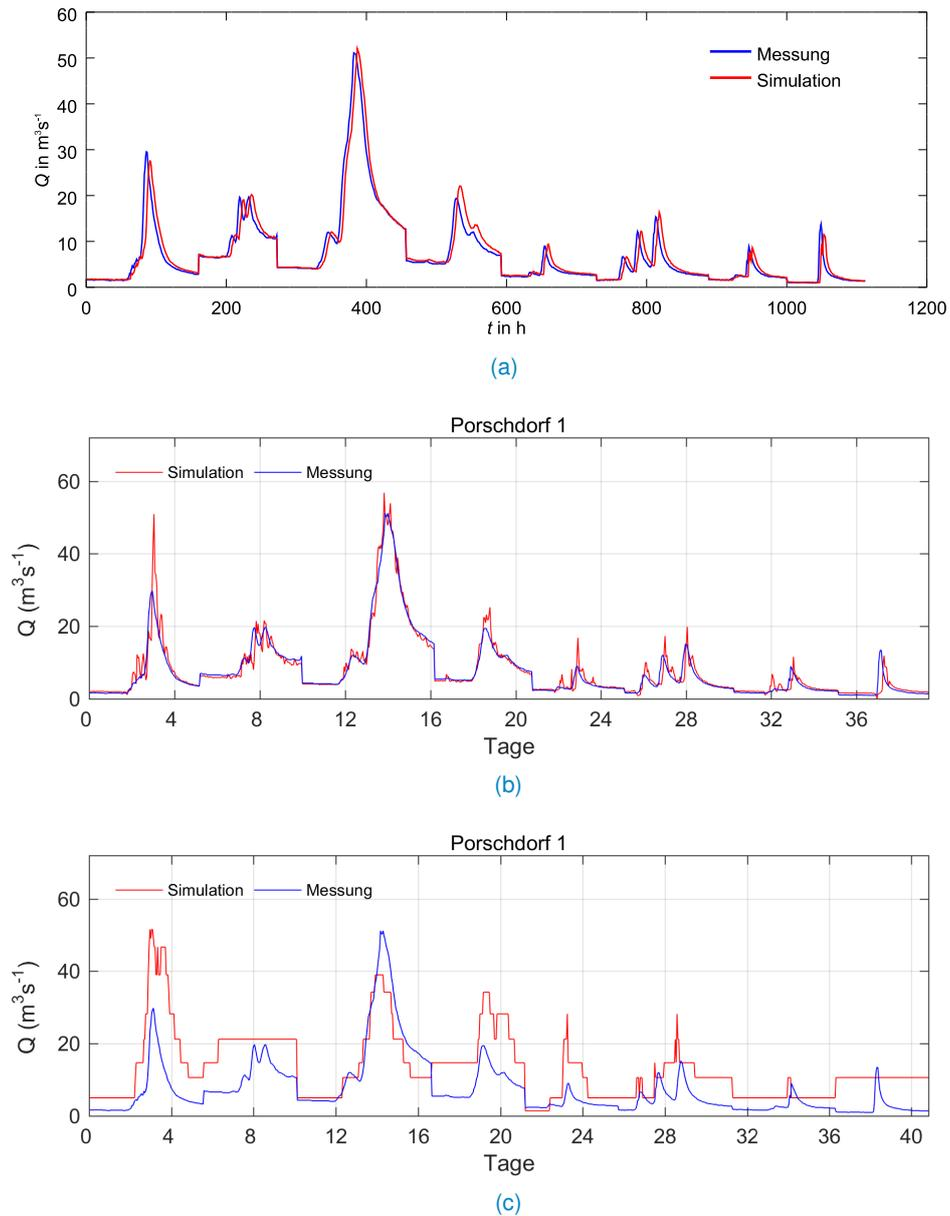 60
50
40
30
20
10
0
Q in m³s⁻¹
Messung
Simulation
0 200 400 600 800 1000 1200
t in h
(a)
Porschdorf 1
Simulation Messung
60
40
20
0
Q (m³s⁻¹)
0 4 8 12 16 20 24 28 32 36
Tage
(b)
Porschdorf 1
Simulation Messung
60
40
20
0
Q (m³s⁻¹)
0 4 8 12 16 20 24 28 32 36 40
Tage
(c)